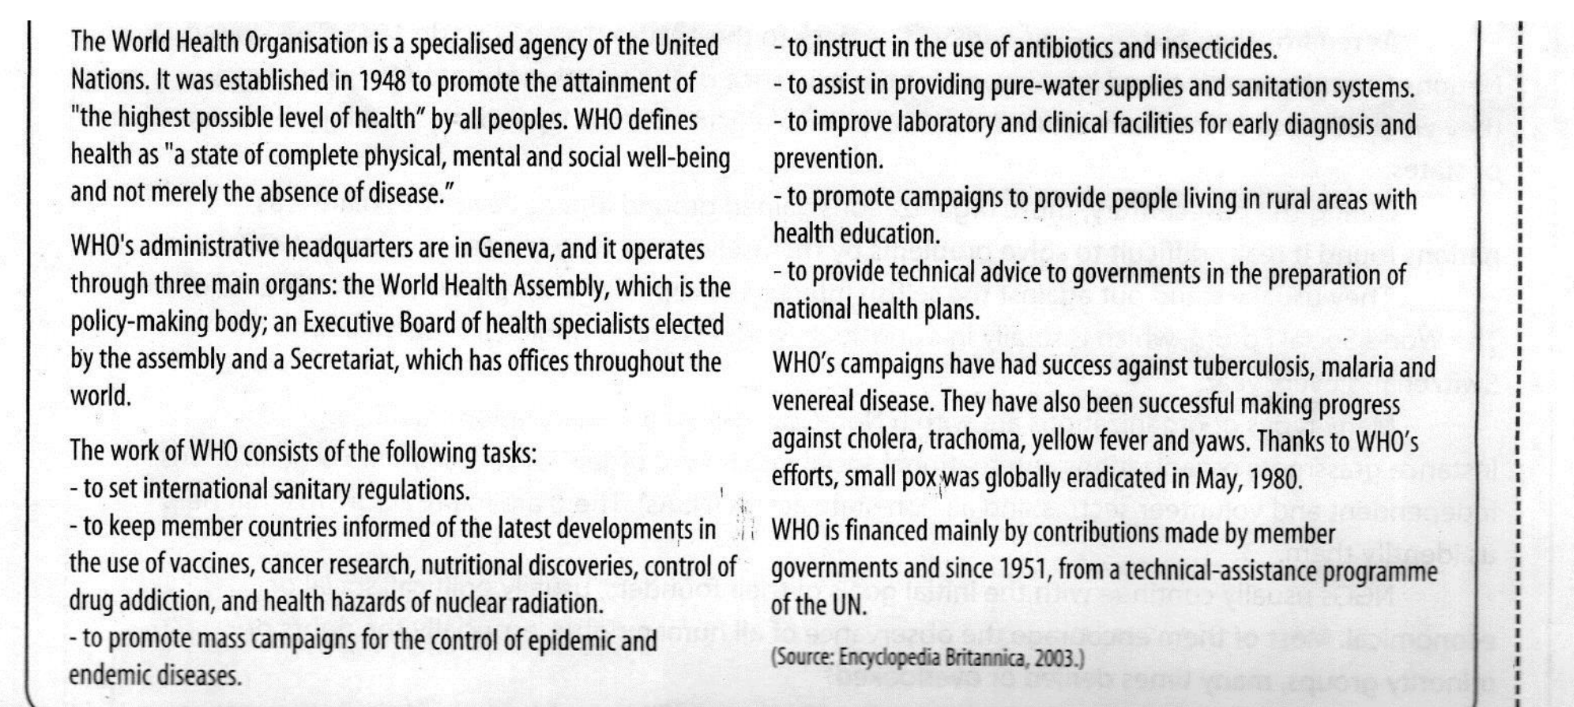 The World Health Organisation is a specialised agency of the United
Nations. It was established in 1948 to promote the attainment of
"the highest possible level of health” by all peoples. WHO defines
health as "a state of complete physical, mental and social well-being
and not merely the absence of disease.”
WHO's administrative headquarters are in Geneva, and it operates
through three main organs: the World Health Assembly, which is the
policy-making body; an Executive Board of health specialists elected
by the assembly and a Secretariat, which has offices throughout the
world.
The work of WHO consists of the following tasks:
- to set international sanitary regulations.
- to keep member countries informed of the latest developments in
the use of vaccines, cancer research, nutritional discoveries, control of
drug addiction, and health hazards of nuclear radiation.
- to promote mass campaigns for the control of epidemic and
endemic diseases.
- to instruct in the use of antibiotics and insecticides.
- to assist in providing pure-water supplies and sanitation systems.
- to improve laboratory and clinical facilities for early diagnosis and
prevention.
- to promote campaigns to provide people living in rural areas with
health education.
- to provide technical advice to governments in the preparation of
national health plans.
WHO’s campaigns have had success against tuberculosis, malaria and
venereal disease. They have also been successful making progress
against cholera, trachoma, yellow fever and yaws. Thanks to WHO’s
efforts, small pox was globally eradicated in May, 1980.
WHO is financed mainly by contributions made by member
governments and since 1951, from a technical-assistance programme
of the UN.
(Source: Encyclopedia Britannica, 2003.)